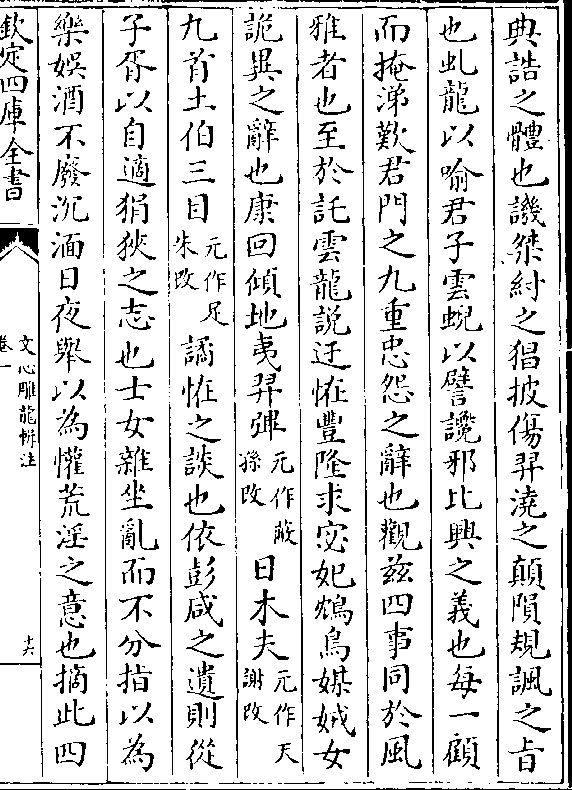 典誥之體也譏桀紂之猖披傷羿澆之顛隕規諷之旨
也虬龍以喻君子雲蜺以譬讒邪比興之義也每一顧
而掩涕歎君門之九重忠怨之辭也觀兹四事同於風
雅者也至於託雲龍說迂恠豐隆求宓妃鴆鳥媒娀女
詭異之辭也康回傾地夷羿彈元作蔽孫改日木夫元作天謝改
九首土伯三目元作足朱改譎恠之談也依彭咸之遺則從
子胥以自適狷狹之志也士女雜坐亂而不分指以為
樂娛酒不廢沉湎日夜舉以為懽荒淫之意也摘此四
欽定四庫全書
文心雕龍輯注
卷一
十六